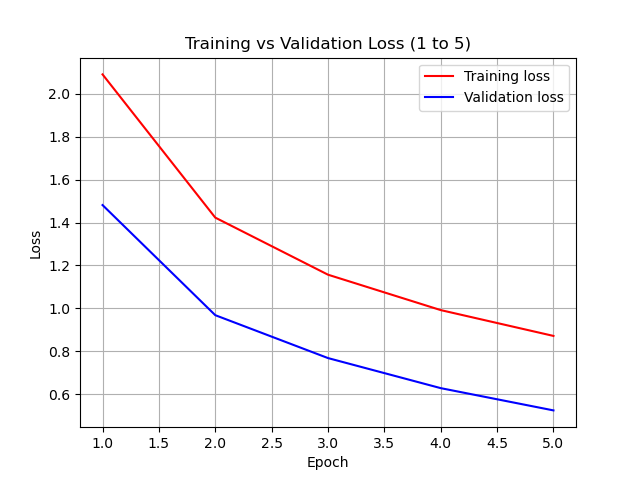 Training vs Validation Loss (1 to 5)
Training loss
Validation loss
Loss
2.0
1.8
1.6
1.4
1.2
1.0
0.8
0.6
1.0 1.5 2.0 2.5 3.0 3.5 4.0 4.5 5.0
Epoch